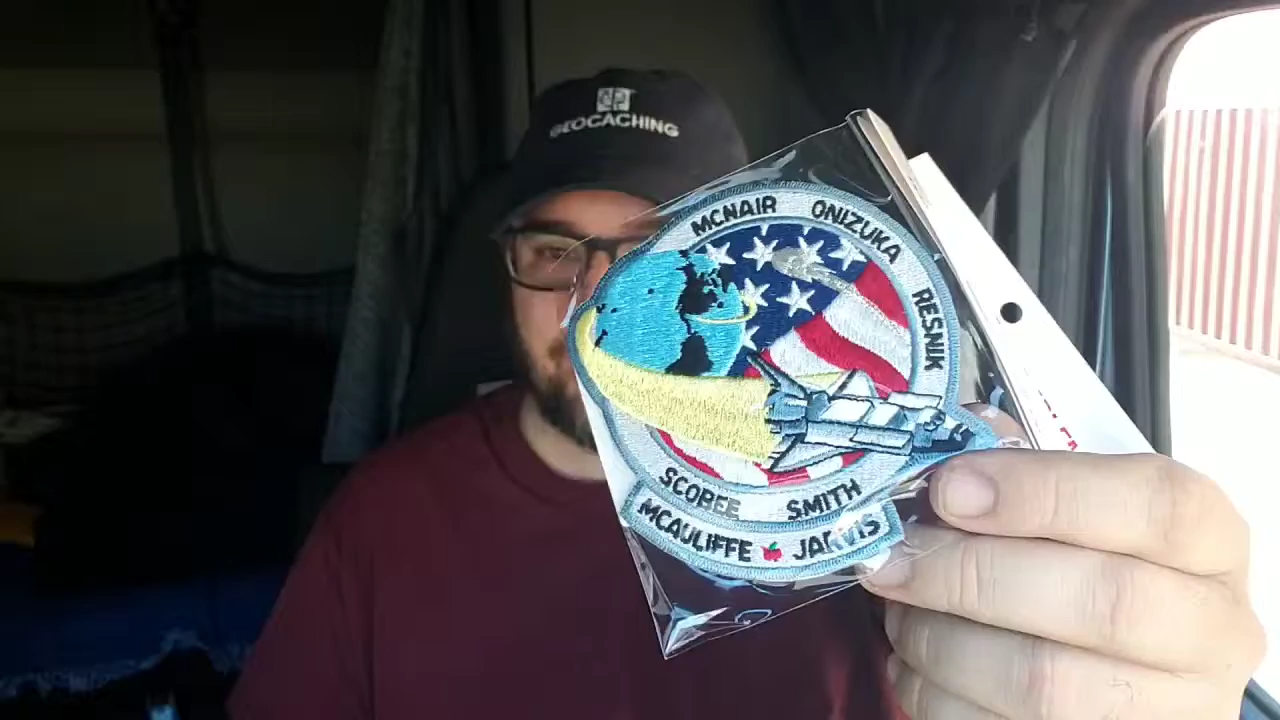 GEOCACHING
MCNAIR ONIZUKA RESNIK
SCOBEE SMITH
MCAULIFFE JARVIS